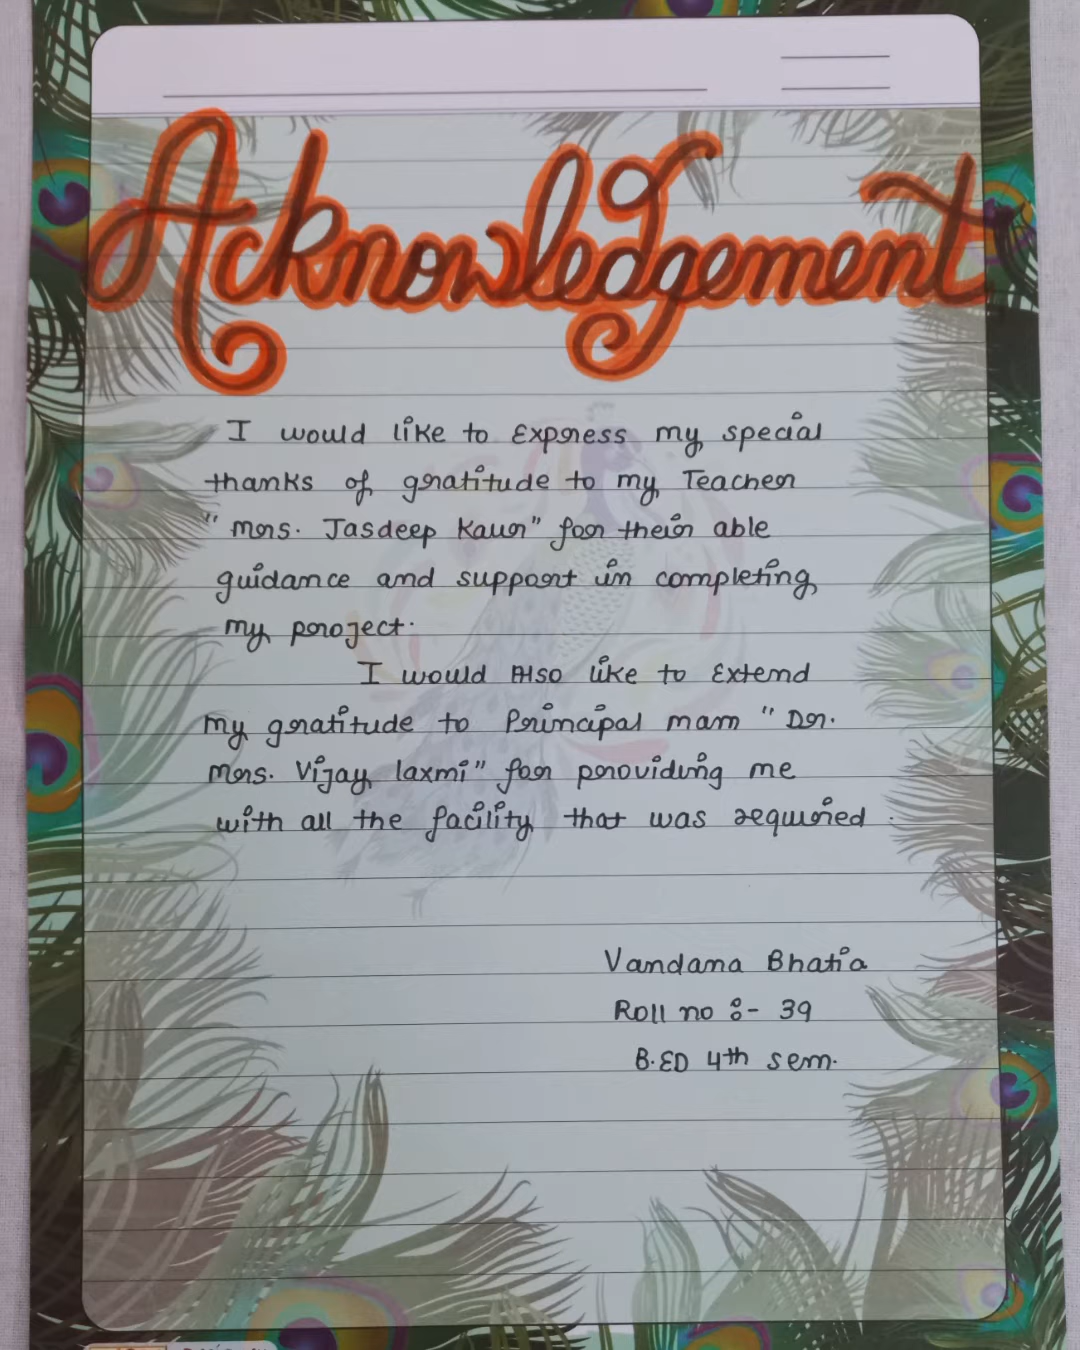 Acknowledgement
I would like to Express my special
thanks of gratitude to my Teacher
"Mrs. Jasdeep Kaur" for their able
guidance and support in completing
my project.
I would Also like to Extend
my gratitude to Principal mam "Dr.
Mrs. Vijay laxmi" for providing me
with all the facility that was required.
Vandana Bhatia
Roll no :- 39
B.ED 4th sem.